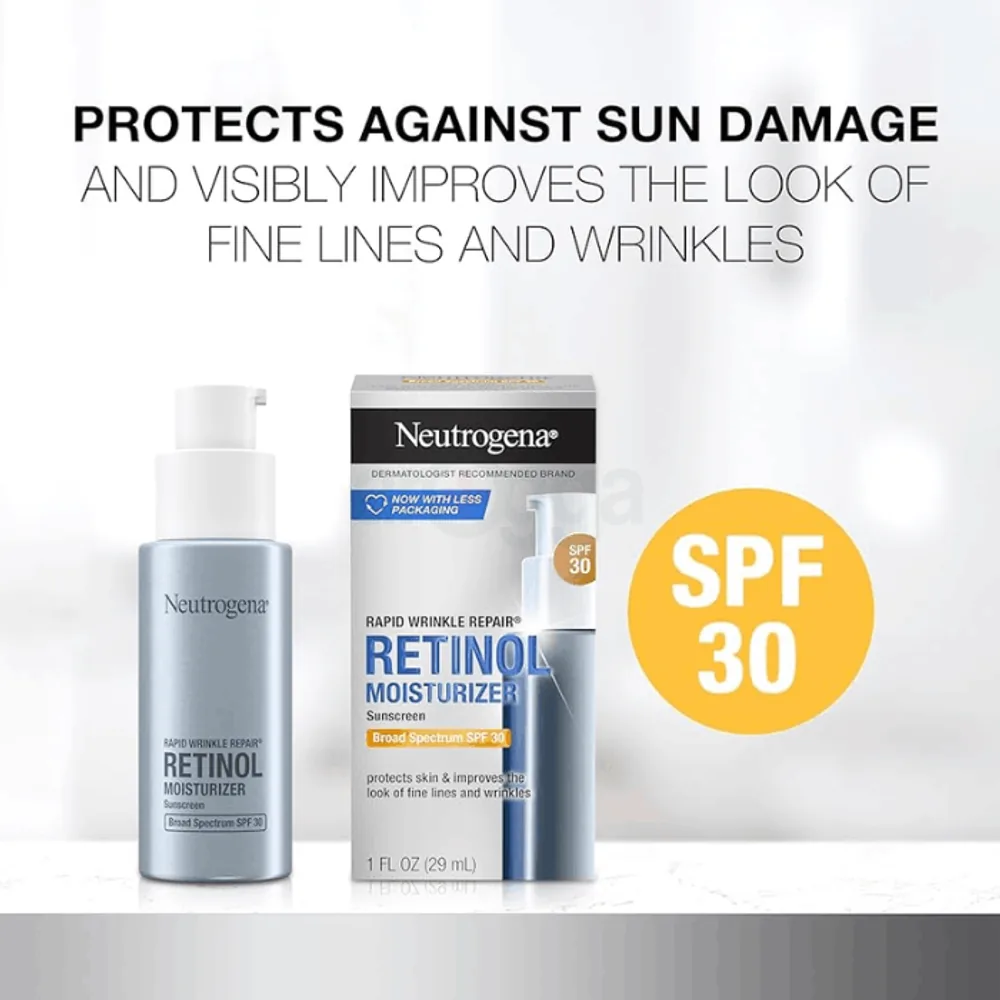 PROTECTS AGAINST SUN DAMAGE
AND VISIBLY IMPROVES THE LOOK OF
FINE LINES AND WRINKLES
Neutrogena®
RAPID WRINKLE REPAIR®
RETINOL
MOISTURIZER
Sunscreen
Broad Spectrum SPF 30
Neutrogena®
DERMATOLOGIST RECOMMENDED BRAND
NOW WITH LESS
PACKAGING
SPF
30
RAPID WRINKLE REPAIR®
RETINOL
MOISTURIZER
Sunscreen
Broad Spectrum SPF 30
protects skin & improves the
look of fine lines and wrinkles
1 FL OZ (29 mL)
SPF
30